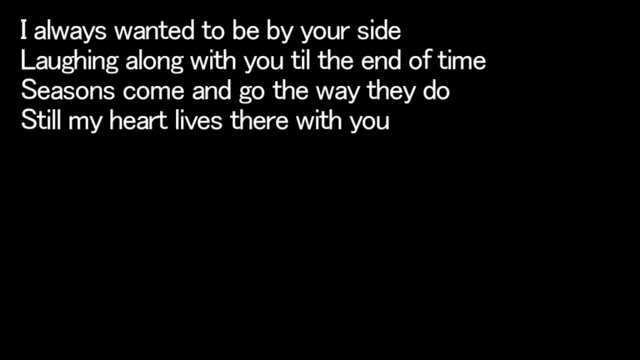 I always wanted to be by your side
Laughing along with you til the end of time
Seasons come and go the way they do
Still my heart lives there with you